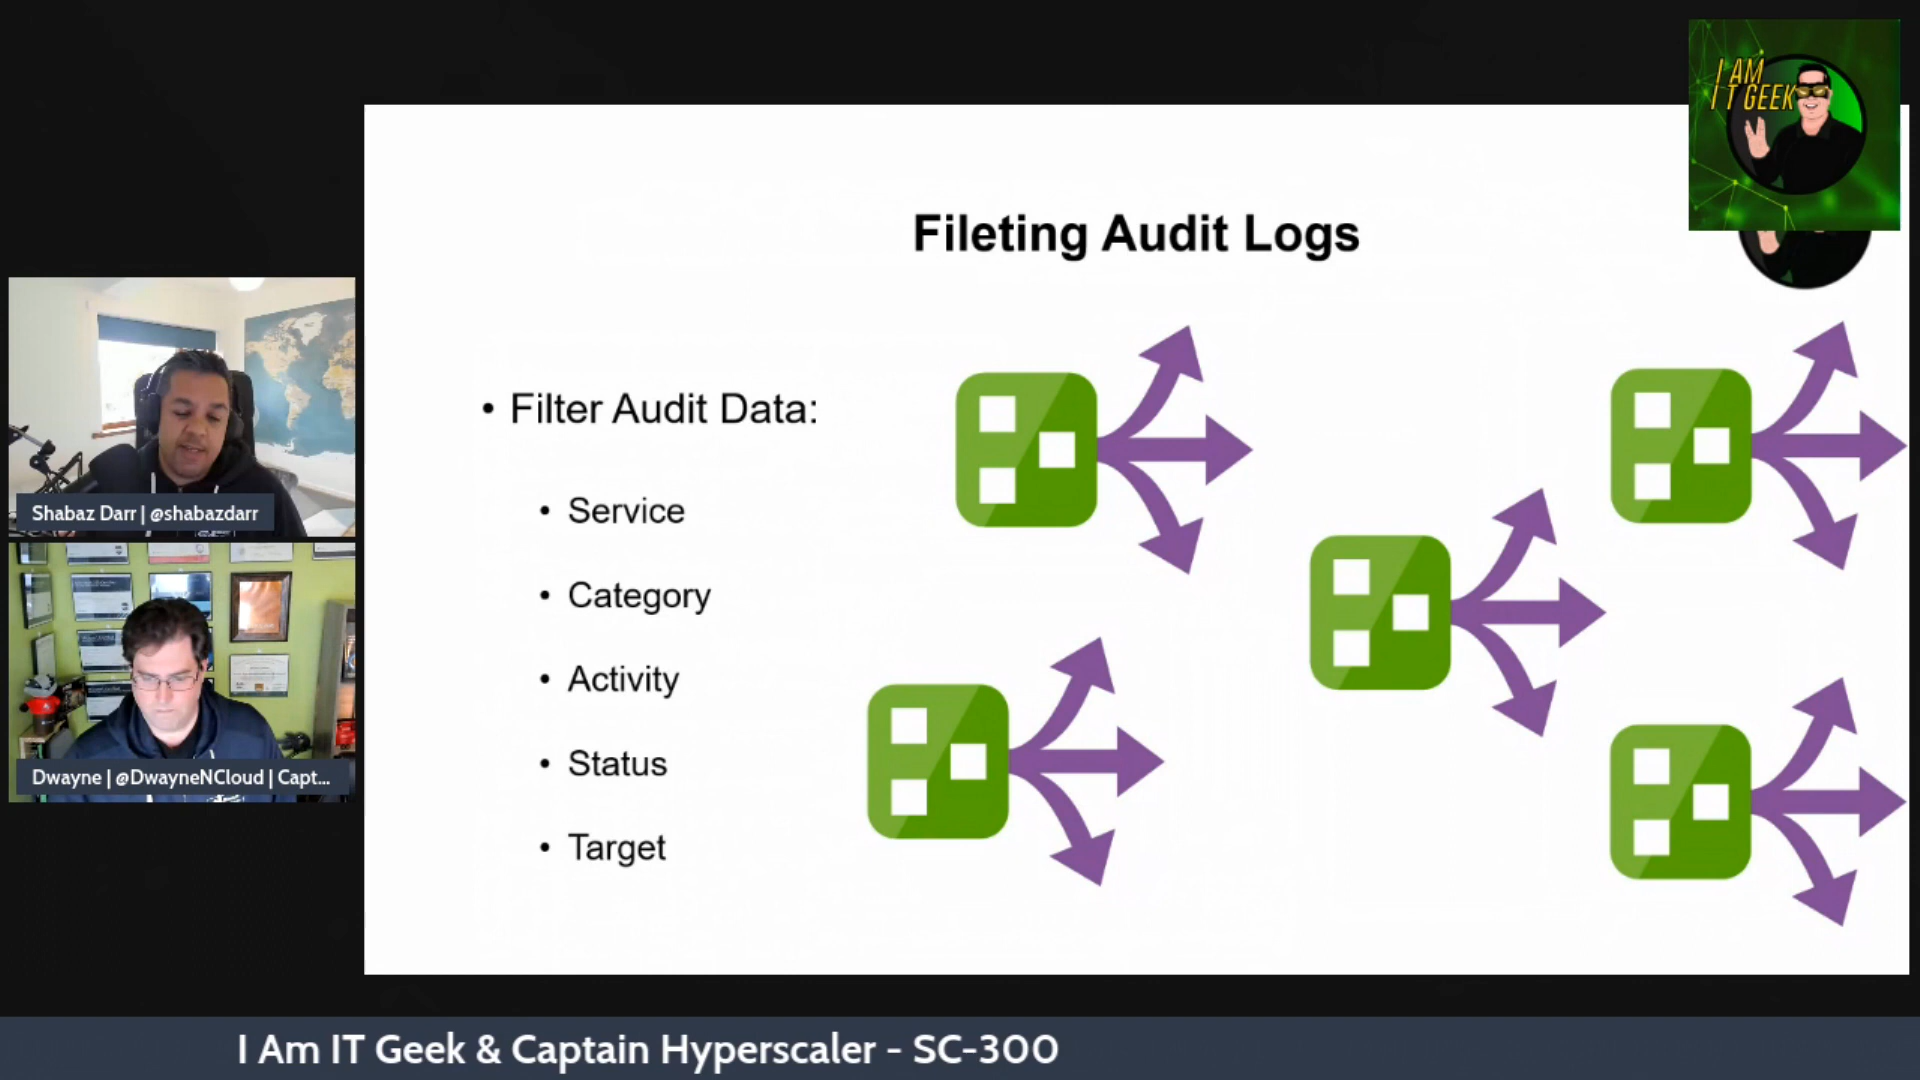 I AM
IT GEEK
Fileting Audit Logs
• Filter Audit Data:
• Service
• Category
• Activity
• Status
• Target
Shabaz Darr | @shabazdarr
Dwayne | @DwayneNCloud | Capt...
I Am IT Geek & Captain Hyperscaler - SC-300